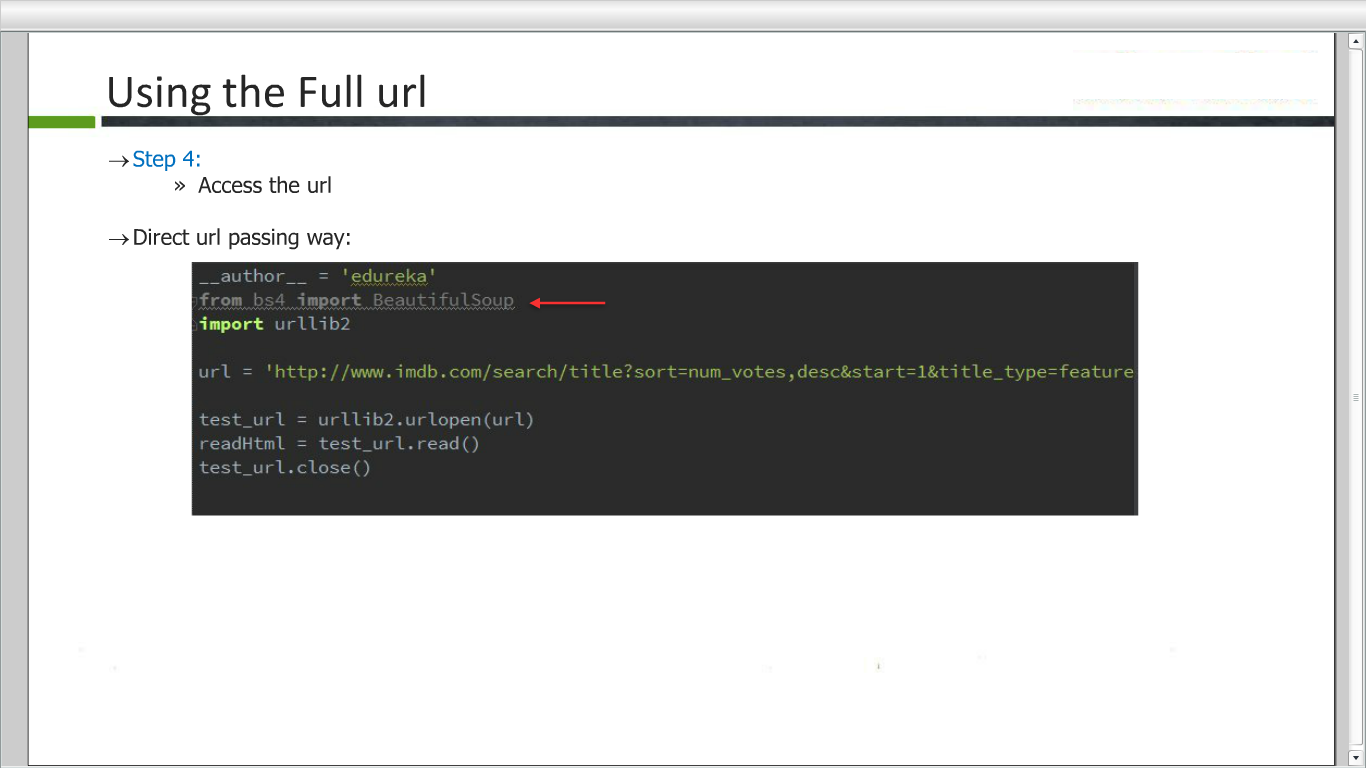 Using the Full url
→Step 4:
» Access the url
→Direct url passing way:
__author__ = 'edureka'
from bs4 import BeautifulSoup
import urllib2
url = 'http://www.imdb.com/search/title?sort=num_votes,desc&start=1&title_type=feature
test_url = urllib2.urlopen(url)
readHtml = test_url.read()
test_url.close()